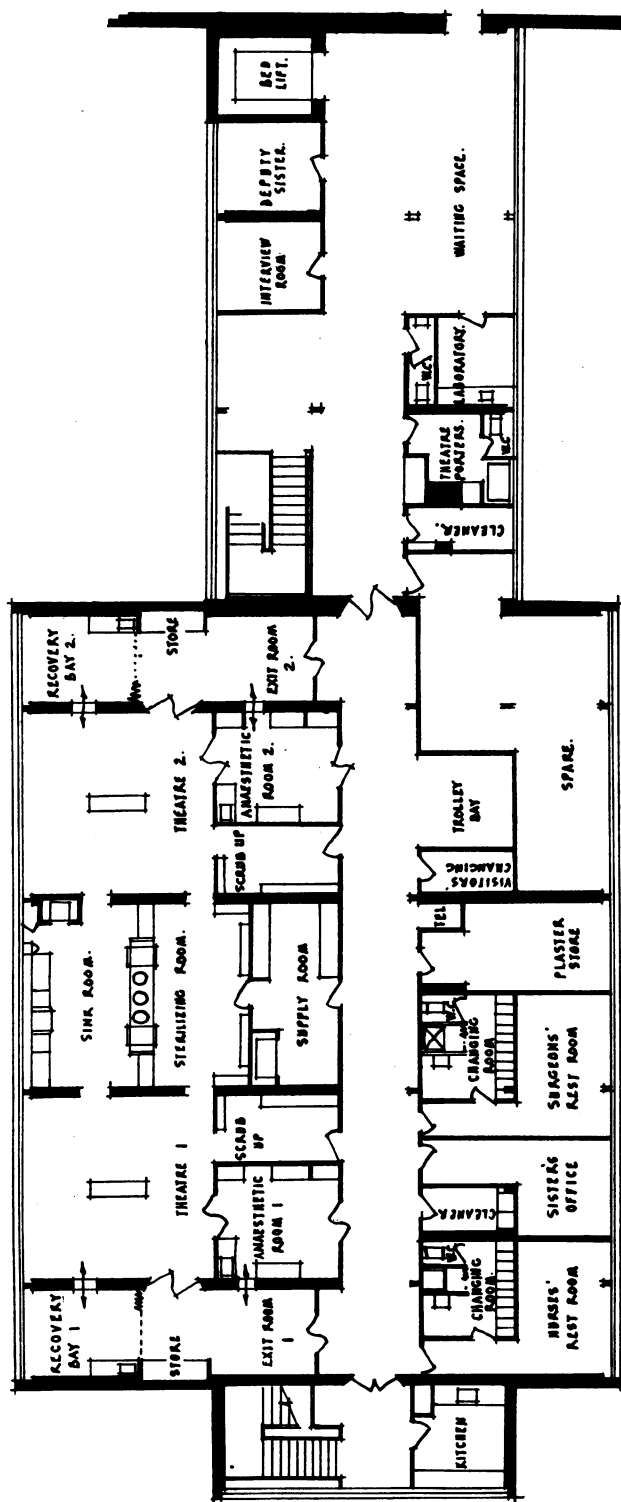 BED
LIFT.
DEPUTY
SISTER.
INTERVIEW
ROOM
WAITING SPACE.
W.C.
LABORATORY.
THEATRE
PORTERS.
W.C
CLEANER.
RECOVERY
BAY 2.
STORE
EXIT ROOM
2.
THEATRE 2.
ANAESTHETIC
ROOM 2.
SCRUB UP
TROLLEY
BAY
SPARE.
VISITORS'
CHANGING
SINK ROOM.
STERILIZING ROOM.
SUPPLY ROOM
TEL
PLASTER
STORE
W.C
CHANGING
ROOM
SURGEONS'
REST ROOM
THEATRE 1
SCRUB
UP
ANAESTHETIC
ROOM 1
SISTER'S
OFFICE
CLEANER
W.C
CHANGING
ROOM.
NURSES'
REST ROOM
RECOVERY
BAY 1
STORE
EXIT ROOM
1
KITCHEN